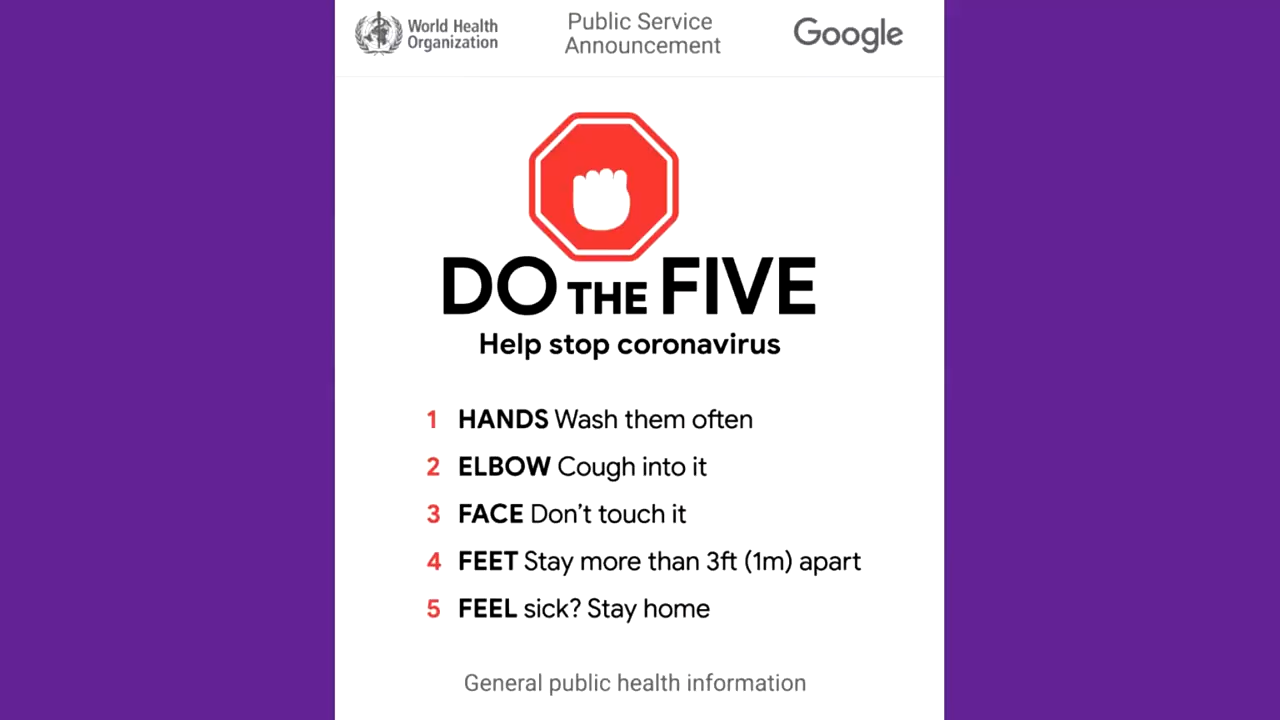 World Health
Organization
Public Service
Announcement
Google
DO THE FIVE
Help stop coronavirus
1 HANDS Wash them often
2 ELBOW Cough into it
3 FACE Don't touch it
4 FEET Stay more than 3ft (1m) apart
5 FEEL sick? Stay home
General public health information